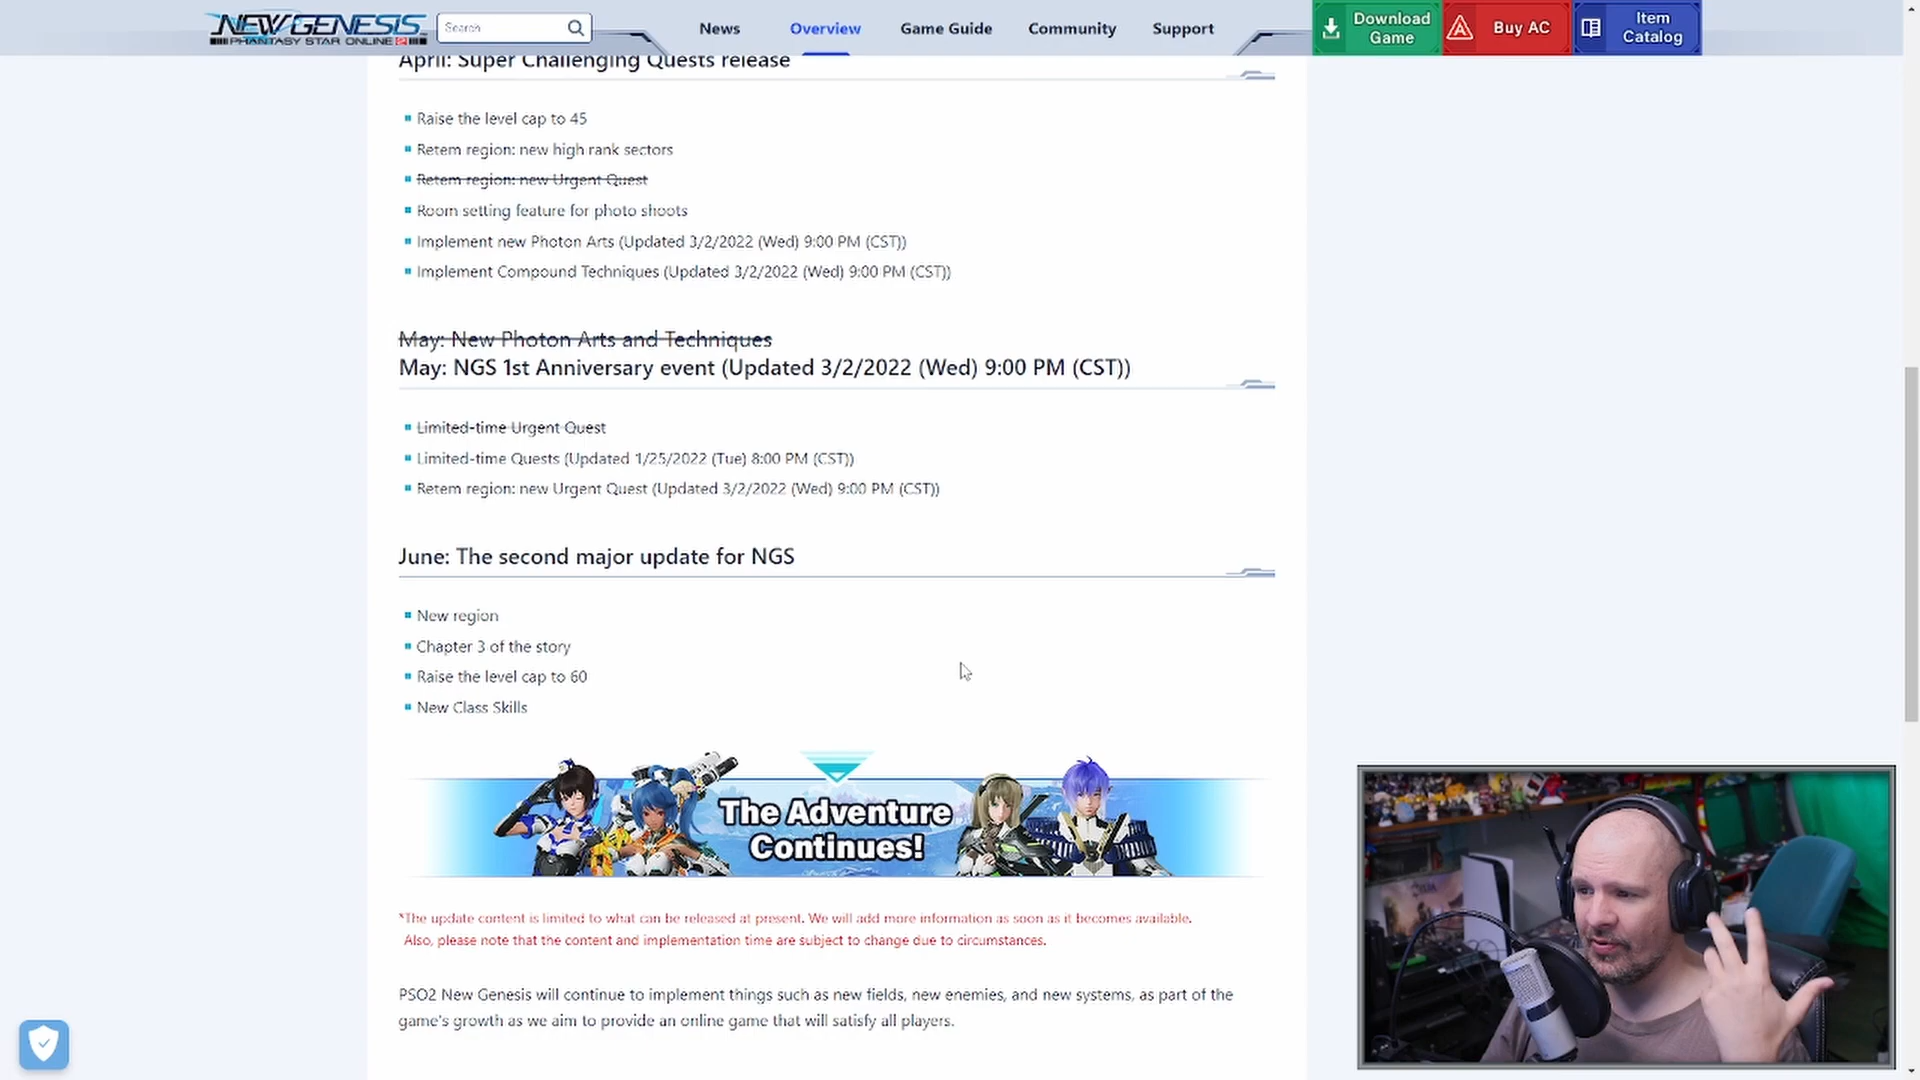 NEW GENESIS
PHANTASY STAR ONLINE 2
Search
News
Overview
Game Guide
Community
Support
Download Game
Buy AC
Item Catalog
April: Super Challenging Quests release
Raise the level cap to 45
Retem region: new high rank sectors
Retem region: new Urgent Quest
Room setting feature for photo shoots
Implement new Photon Arts (Updated 3/2/2022 (Wed) 9:00 PM (CST))
Implement Compound Techniques (Updated 3/2/2022 (Wed) 9:00 PM (CST))
May: New Photon Arts and Techniques
May: NGS 1st Anniversary event (Updated 3/2/2022 (Wed) 9:00 PM (CST))
Limited-time Urgent Quest
Limited-time Quests (Updated 1/25/2022 (Tue) 8:00 PM (CST))
Retem region: new Urgent Quest (Updated 3/2/2022 (Wed) 9:00 PM (CST))
June: The second major update for NGS
New region
Chapter 3 of the story
Raise the level cap to 60
New Class Skills
The Adventure
Continues!
*The update content is limited to what can be released at present. We will add more information as soon as it becomes available.
Also, please note that the content and implementation time are subject to change due to circumstances.
PSO2 New Genesis will continue to implement things such as new fields, new enemies, and new systems, as part of the
game's growth as we aim to provide an online game that will satisfy all players.